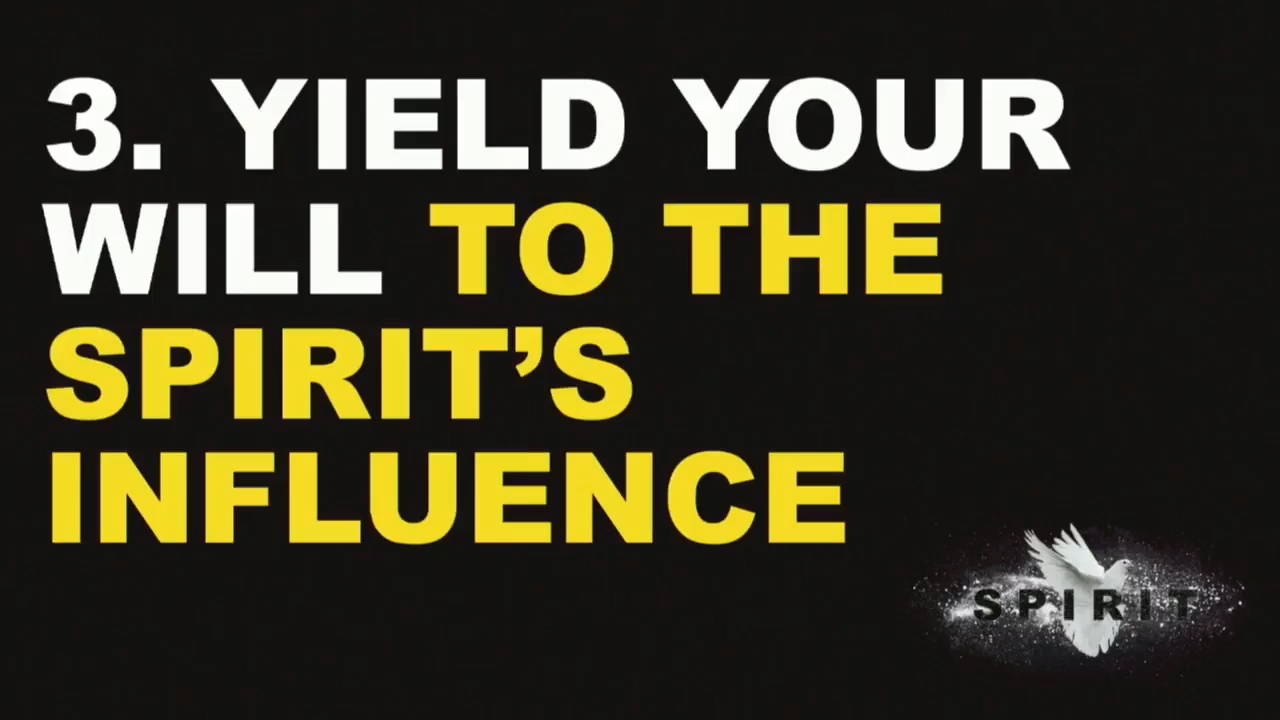 3. YIELD YOUR
WILL TO THE
SPIRIT’S
INFLUENCE
SPIRIT